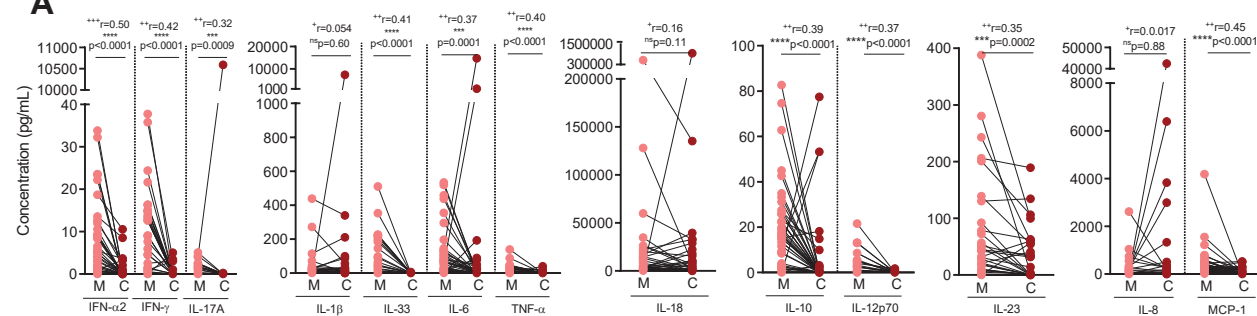 A
+++r=0.50 ++r=0.42 ++r=0.32
**** **** ***
p<0.0001 p<0.0001 p=0.0009
+r=0.054 ++r=0.41 ++r=0.37 ++r=0.40
**** *** ****
nsp=0.60 p<0.0001 p=0.0001 p<0.0001
+r=0.16
nsp=0.11
++r=0.39 ++r=0.37
****p<0.0001 ****p<0.0001
++r=0.35
***p=0.0002
+r=0.0.017 ++r=0.45
nsp=0.88 ****p<0.0001
Concentration (pg/mL)
11000
10500
10000
40
30
20
10
0
M C M C M C
IFN-α2 IFN-γ IL-17A
20000
10000
1000
1000
800
600
400
200
0
M C M C M C M C
IL-1β IL-33 IL-6 TNF-α
1500000
300000
200000
150000
100000
50000
0
M C
IL-18
100
80
60
40
20
0
M C M C
IL-10 IL-12p70
400
300
200
100
0
M C
IL-23
50000
40000
8000
6000
4000
2000
0
M C M C
IL-8 MCP-1